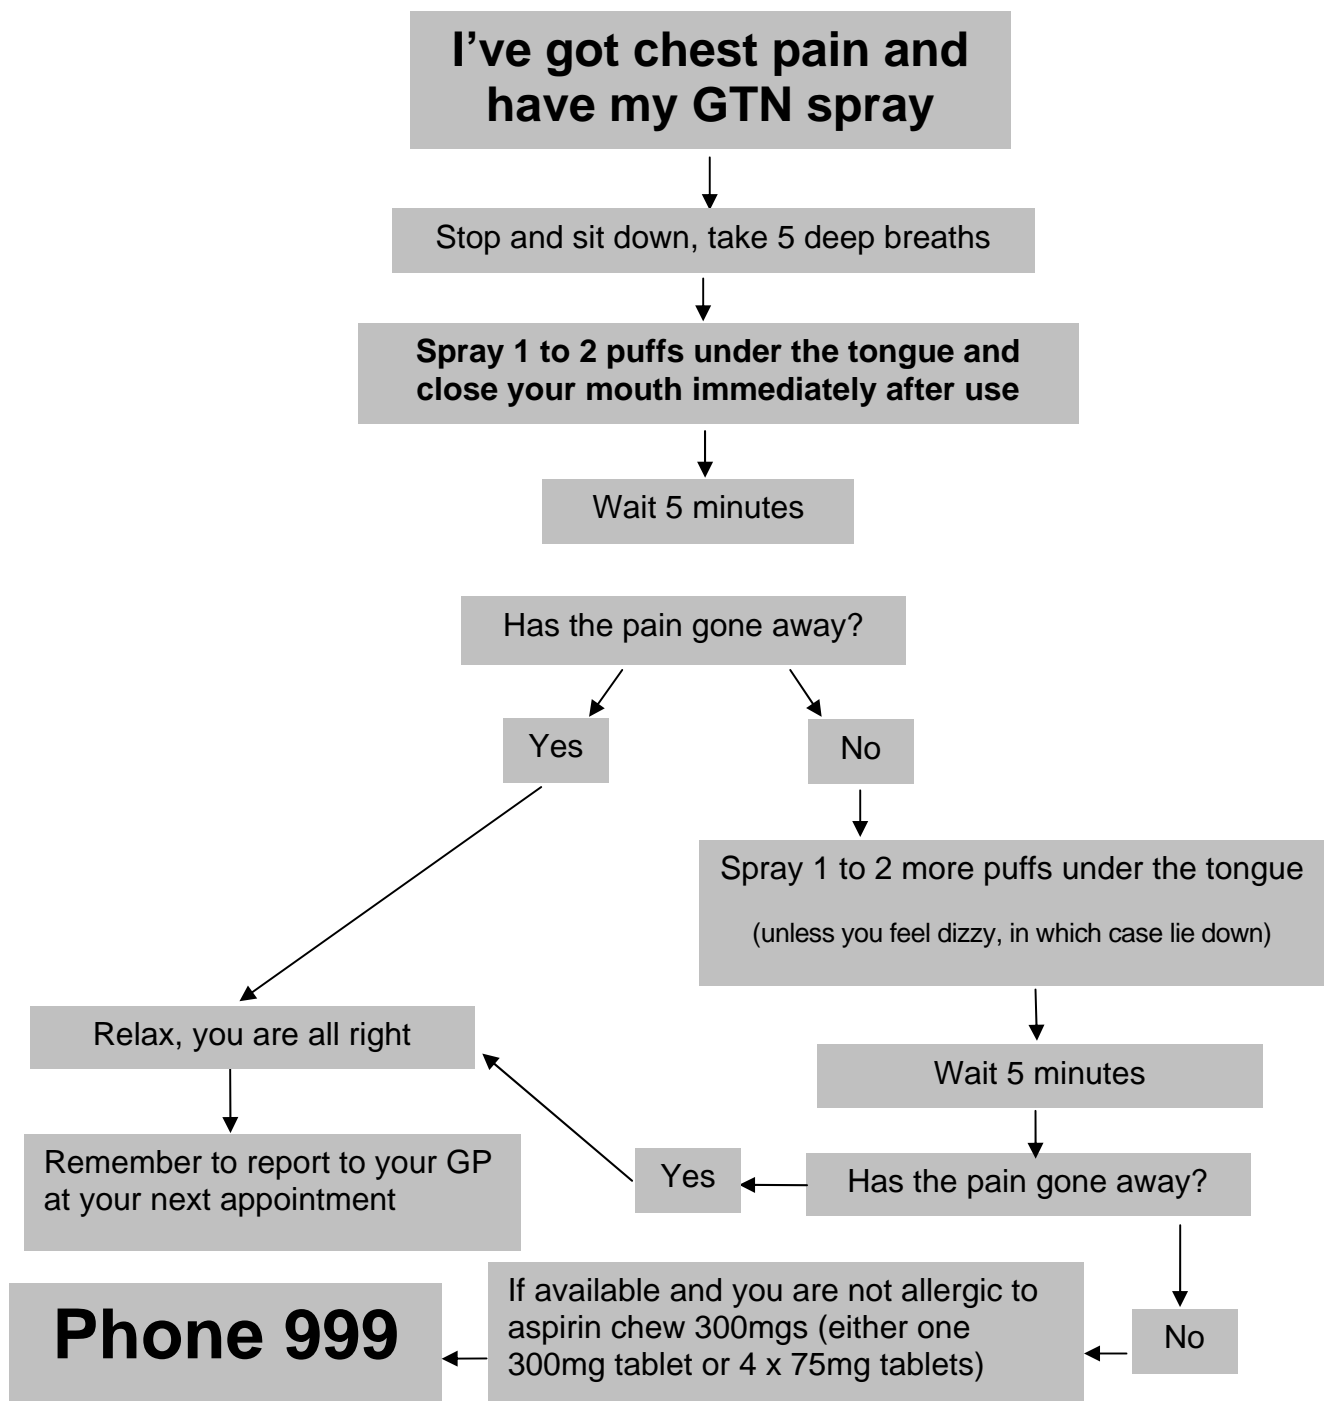 I’ve got chest pain and
have my GTN spray
Stop and sit down, take 5 deep breaths
Spray 1 to 2 puffs under the tongue and
close your mouth immediately after use
Wait 5 minutes
Has the pain gone away?
Yes
No
Spray 1 to 2 more puffs under the tongue
(unless you feel dizzy, in which case lie down)
Relax, you are all right
Wait 5 minutes
Remember to report to your GP
at your next appointment
Yes
Has the pain gone away?
No
If available and you are not allergic to
aspirin chew 300mgs (either one
300mg tablet or 4 x 75mg tablets)
Phone 999